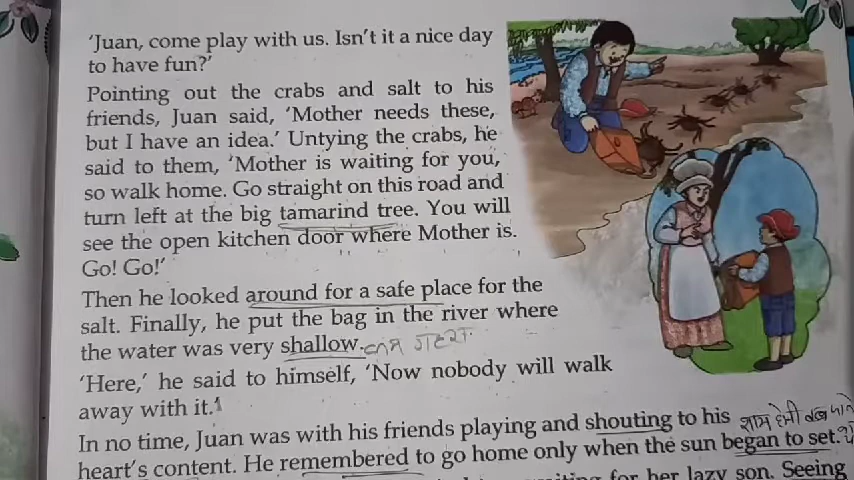 ‘Juan, come play with us. Isn’t it a nice day
to have fun?’
Pointing out the crabs and salt to his
friends, Juan said, ‘Mother needs these,
but I have an idea.’ Untying the crabs, he
said to them, ‘Mother is waiting for you,
so walk home. Go straight on this road and
turn left at the big tamarind tree. You will
see the open kitchen door where Mother is.
Go! Go!’
Then he looked around for a safe place for the
salt. Finally, he put the bag in the river where
the water was very shallow. कम
‘Here,’ he said to himself, ‘Now nobody will walk
away with it.’
In no time, Juan was with his friends playing and shouting to his
heart’s content. He remembered to go home only when the sun began to set.
for her lazy son. Seeing